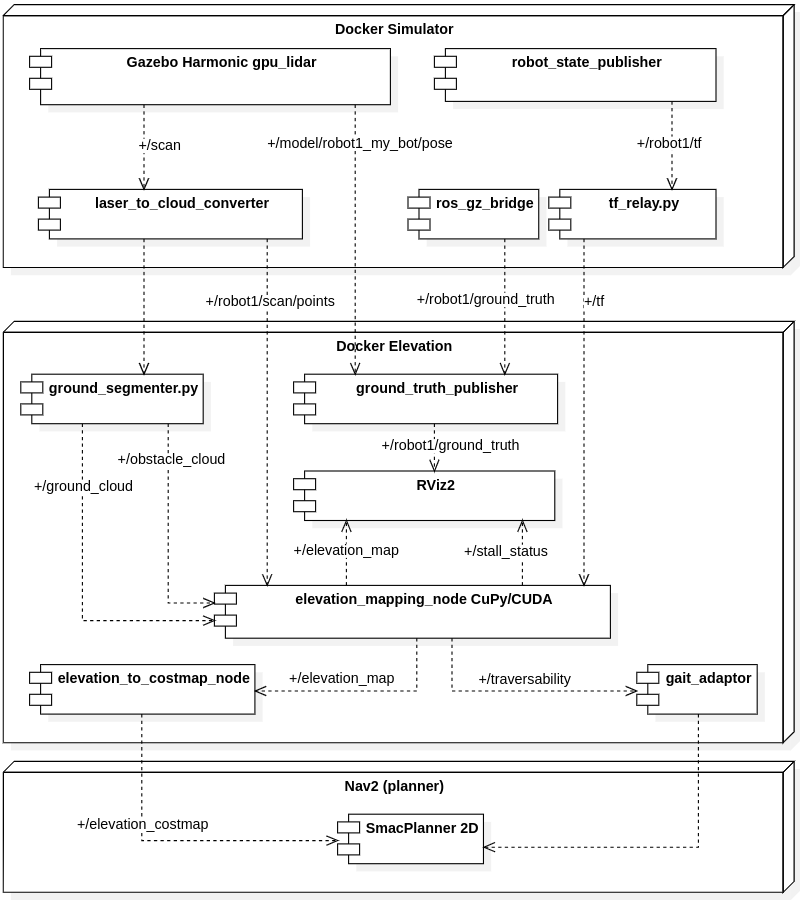 Docker Simulator
Gazebo Harmonic gpu_lidar
robot_state_publisher
+/scan
+/model/robot1_my_bot/pose
+/robot1/tf
laser_to_cloud_converter
ros_gz_bridge
tf_relay.py
+/robot1/scan/points
+/robot1/ground_truth
+/tf
Docker Elevation
ground_segmenter.py
ground_truth_publisher
+/robot1/ground_truth
+/obstacle_cloud
+/ground_cloud
RViz2
+/elevation_map
+/stall_status
elevation_mapping_node CuPy/CUDA
elevation_to_costmap_node
+/elevation_map
+/traversability
gait_adaptor
Nav2 (planner)
+/elevation_costmap
SmacPlanner 2D